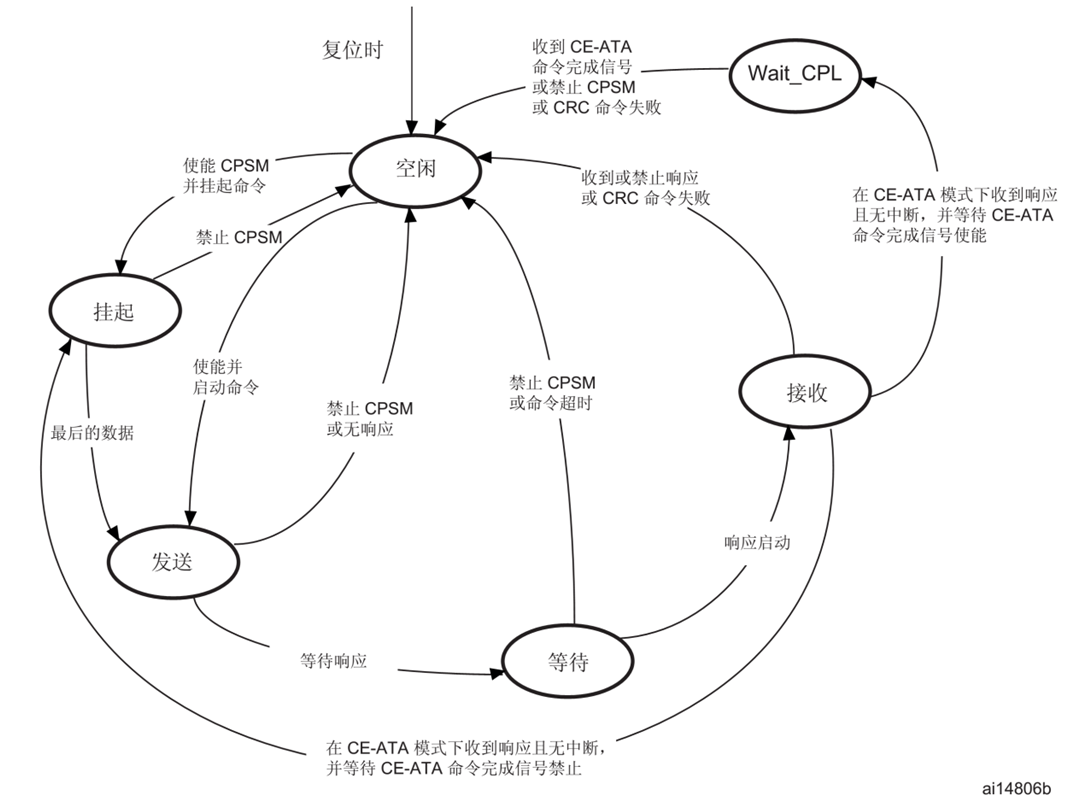 复位时
收到 CE-ATA
命令完成信号
或禁止 CPSM
或 CRC 命令失败
Wait_CPL
使能 CPSM
并挂起命令
空闲
收到或禁止响应
或 CRC 命令失败
在 CE-ATA 模式下收到响应
且无中断，并等待 CE-ATA
命令完成信号使能
禁止 CPSM
挂起
使能并
启动命令
禁止 CPSM
或命令超时
接收
禁止 CPSM
或无响应
最后的数据
响应启动
发送
等待响应
等待
在 CE-ATA 模式下收到响应且无中断，
并等待 CE-ATA 命令完成信号禁止
ai14806b